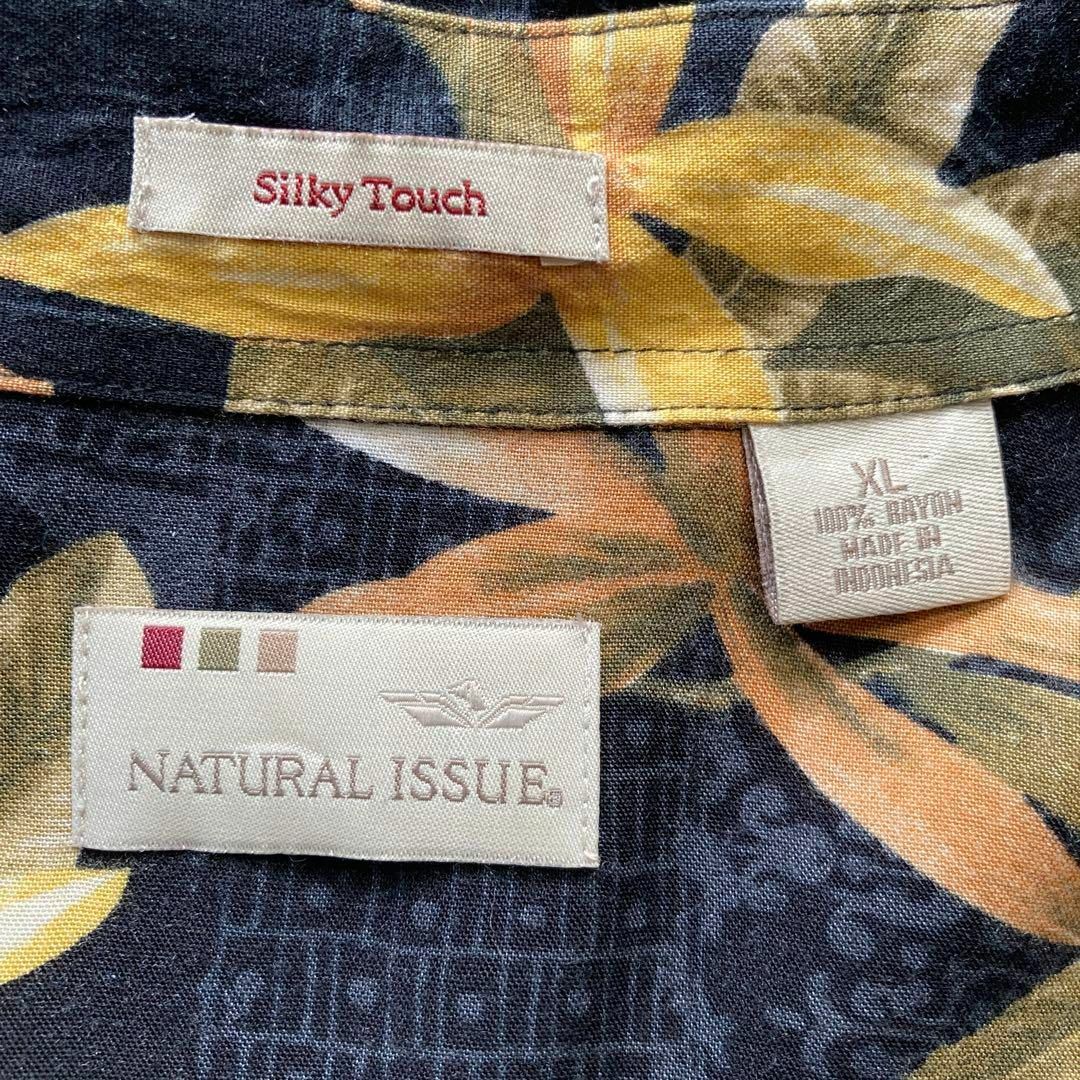 Silky Touch
XL
100% RAYON
MADE IN
INDONESIA
NATURAL ISSUE®